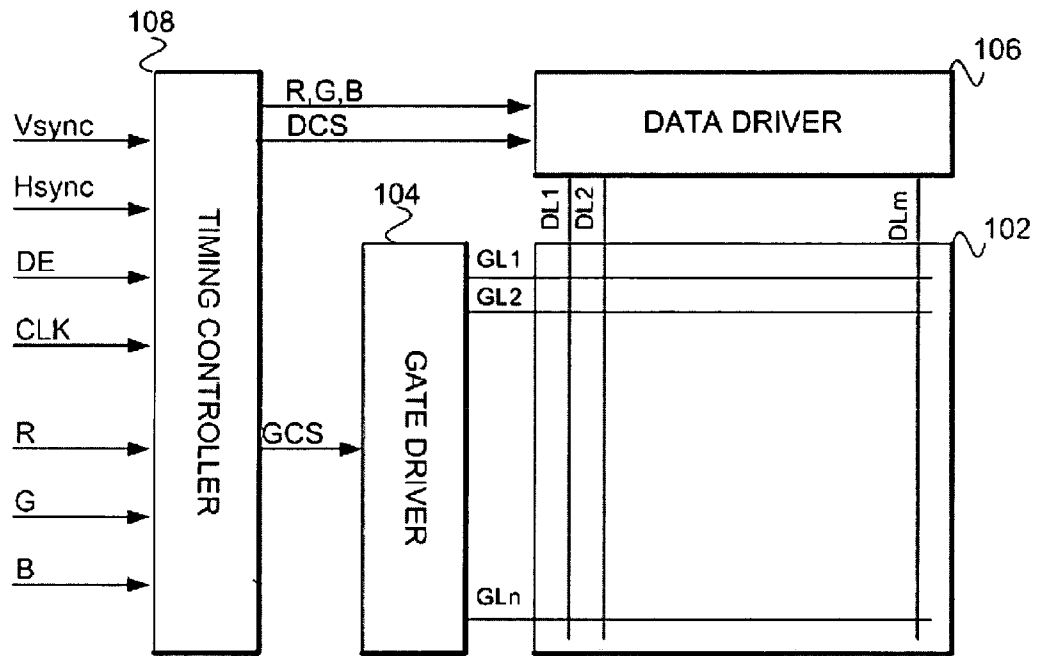 108
106
R,G,B
DATA DRIVER
Vsync
DCS
Hsync
104
DL1
DL2
DLm
102
TIMING CONTROLLER
DE
GL1
GL2
CLK
GATE DRIVER
R
GCS
G
B
GLn